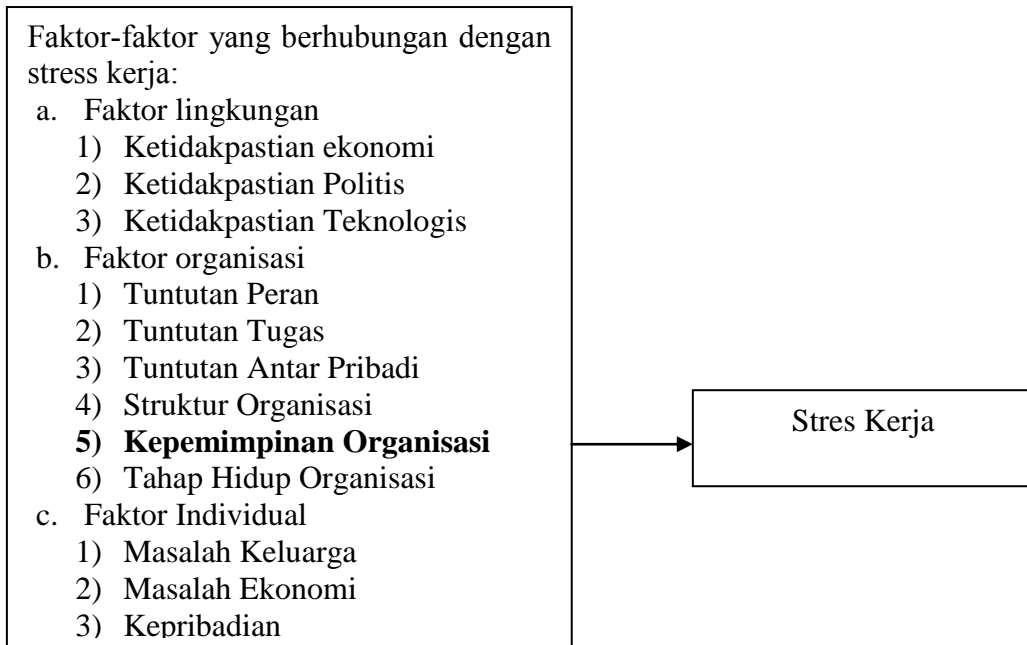 Faktor-faktor yang berhubungan dengan
stress kerja:
a. Faktor lingkungan
1) Ketidakpastian ekonomi
2) Ketidakpastian Politis
3) Ketidakpastian Teknologis
b. Faktor organisasi
1) Tuntutan Peran
2) Tuntutan Tugas
3) Tuntutan Antar Pribadi
4) Struktur Organisasi
5) Kepemimpinan Organisasi
6) Tahap Hidup Organisasi
c. Faktor Individual
1) Masalah Keluarga
2) Masalah Ekonomi
3) Kepribadian
Stres Kerja